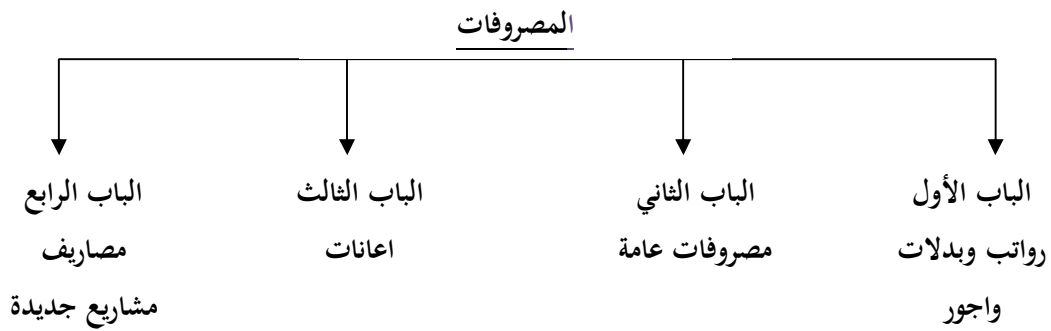 المصروفات
الباب الأول
رواتب وبدلات
واجور
الباب الثاني
مصروفات عامة
الباب الثالث
اعانات
الباب الرابع
مصاريف
مشاريع جديدة